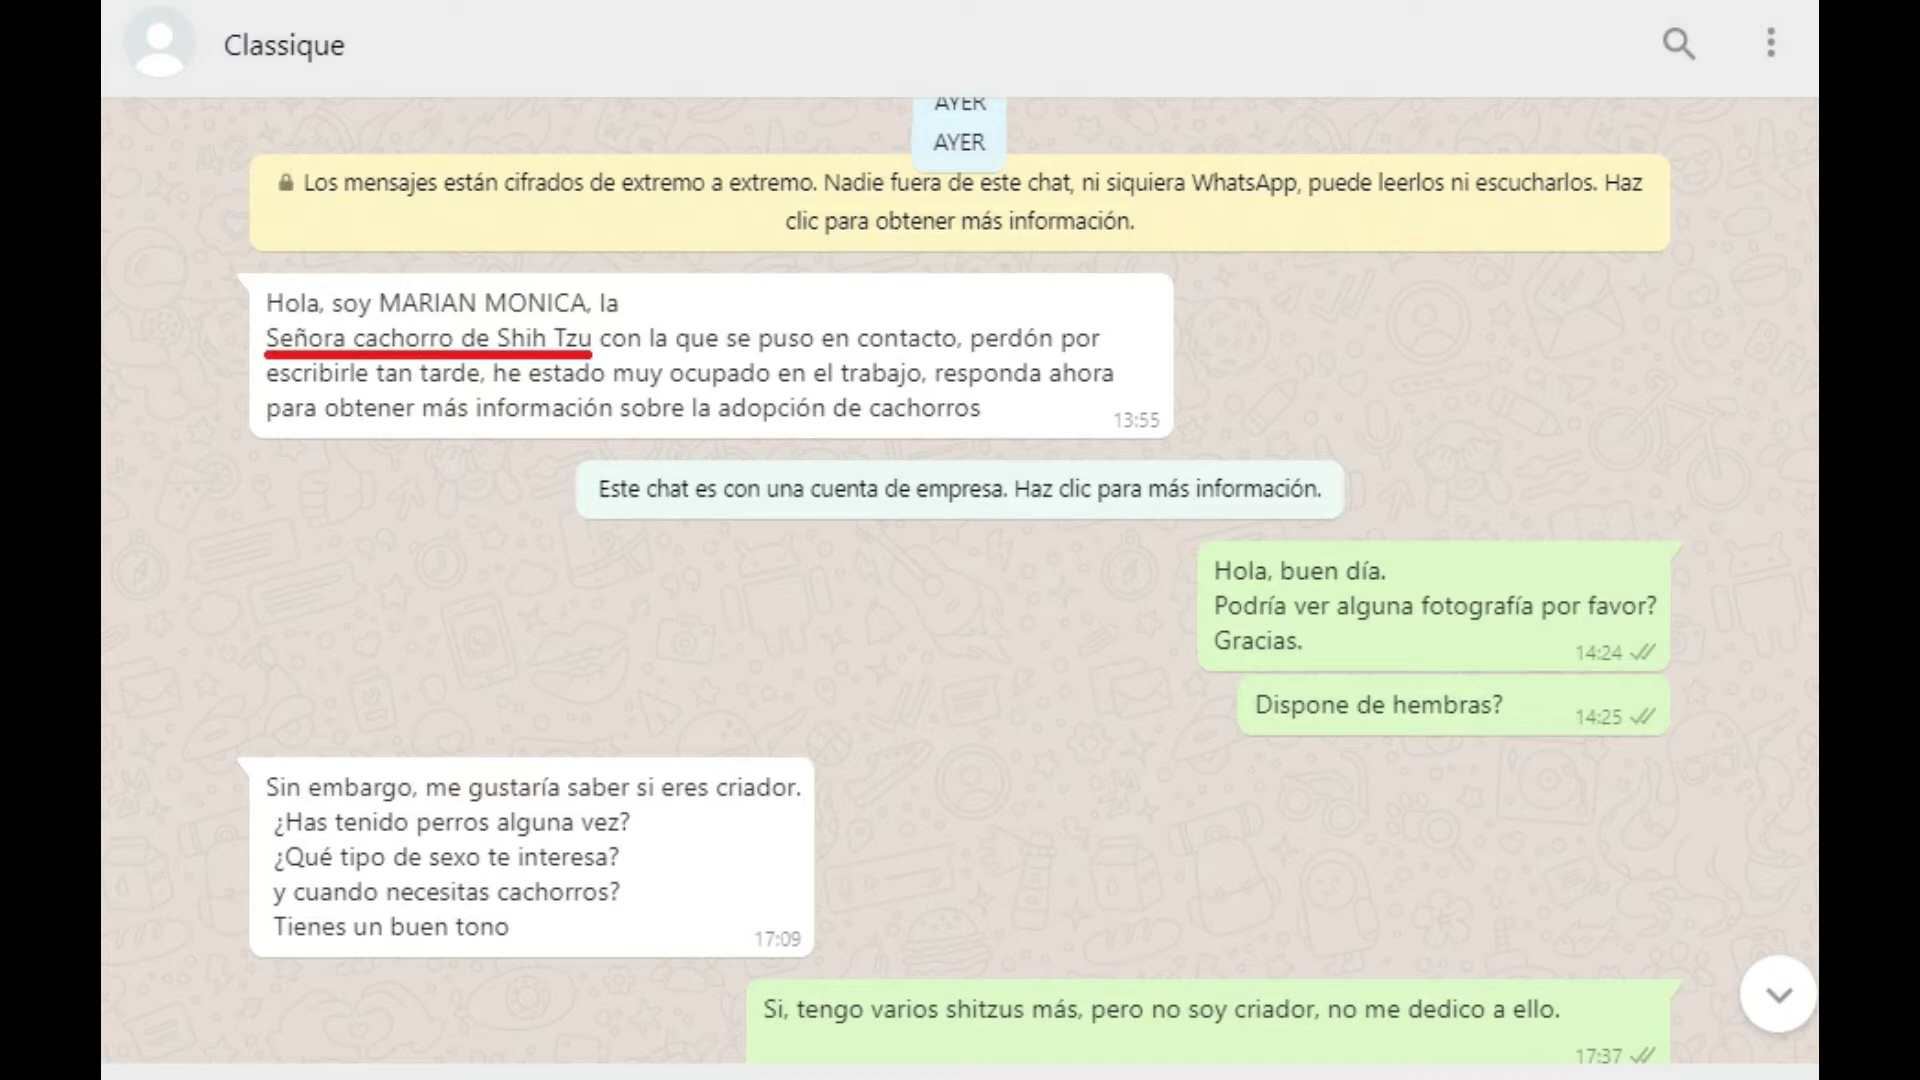 Classique
AYER
AYER
Los mensajes están cifrados de extremo a extremo. Nadie fuera de este chat, ni siquiera WhatsApp, puede leerlos ni escucharlos. Haz
clic para obtener más información.
Hola, soy MARIAN MONICA, la
Señora cachorro de Shih Tzu con la que se puso en contacto, perdón por
escribirle tan tarde, he estado muy ocupado en el trabajo, responda ahora
para obtener más información sobre la adopción de cachorros
13:55
Este chat es con una cuenta de empresa. Haz clic para más información.
Hola, buen día.
Podría ver alguna fotografía por favor?
Gracias.
14:24
Dispone de hembras?
14:25
Sin embargo, me gustaría saber si eres criador.
¿Has tenido perros alguna vez?
¿Qué tipo de sexo te interesa?
y cuando necesitas cachorros?
Tienes un buen tono
17:09
Si, tengo varios shitzus más, pero no soy criador, no me dedico a ello.
17:37